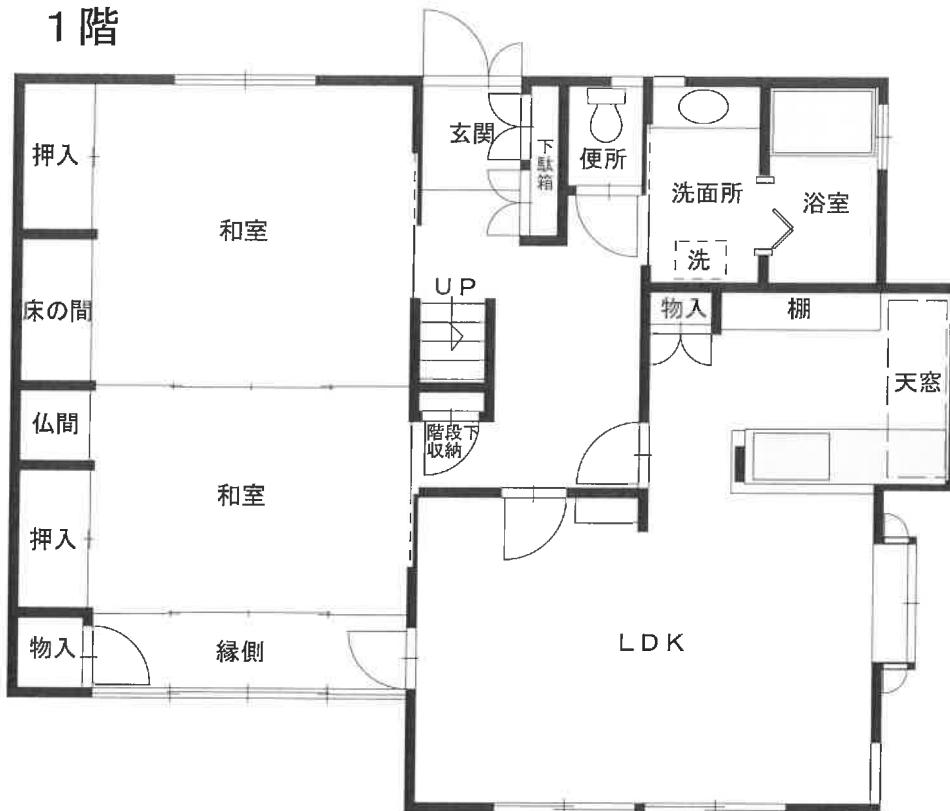 1階
玄関
下駄箱
便所
洗面所
浴室
押入
和室
洗
床の間
UP
物入
棚
天窓
仏間
階段下
収納
和室
押入
物入
縁側
LDK